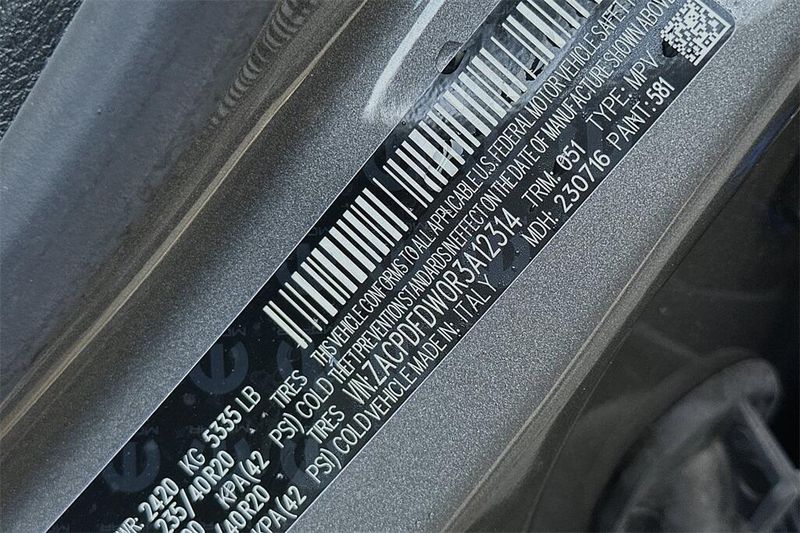 THIS VEHICLE CONFORMS TO ALL APPLICABLE U.S. FEDERAL MOTOR VEHICLE SAFETY
THEFT PREVENTION STANDARDS IN EFFECT ON THE DATE OF MANUFACTURE SHOWN ABOVE
VIN: ZACPDFDW0R3A12314 TRIM: 051 TYPE: MPV
VEHICLE MADE IN: ITALY MDH: 230716 PAINT: 581
2420 KG 5335 LB
235/40R20 TIRES
KPA(42 PSI) COLD
/40R20 TIRES
KPA(42 PSI) COLD